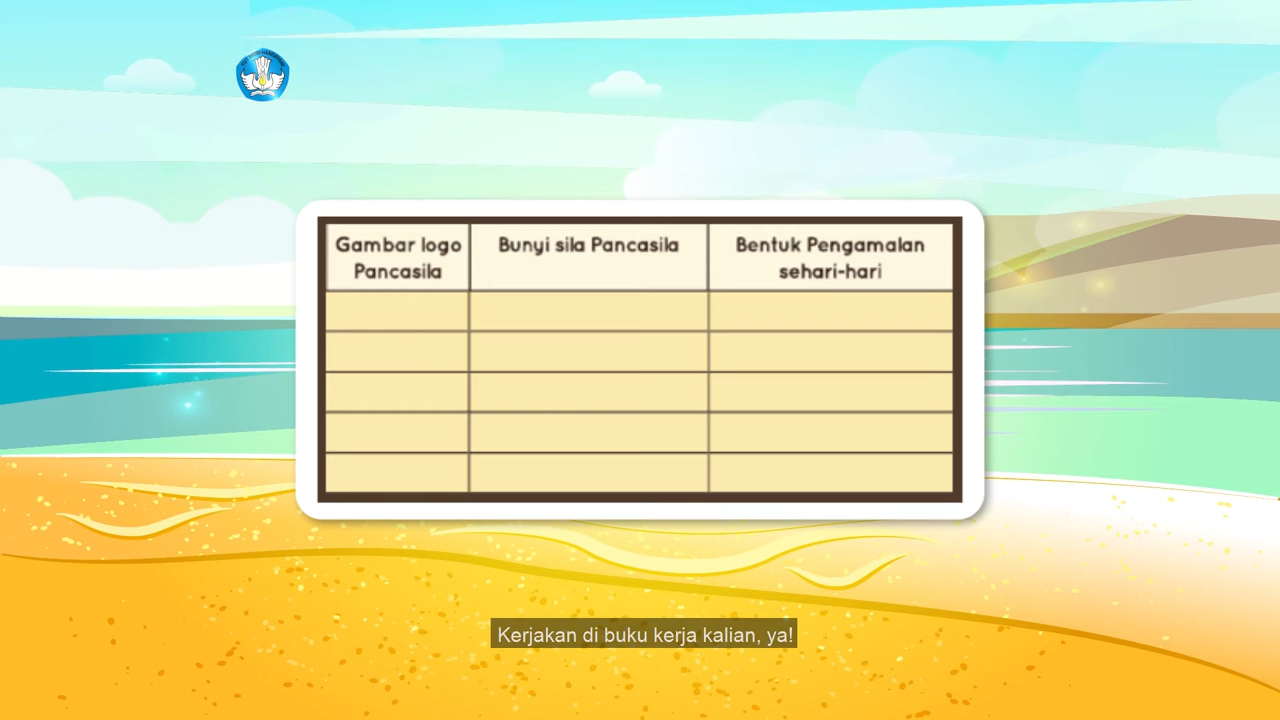 Gambar logo
Pancasila
Bunyi sila Pancasila
Bentuk Pengamalan
sehari-hari
Kerjakan di buku kerja kalian, ya!